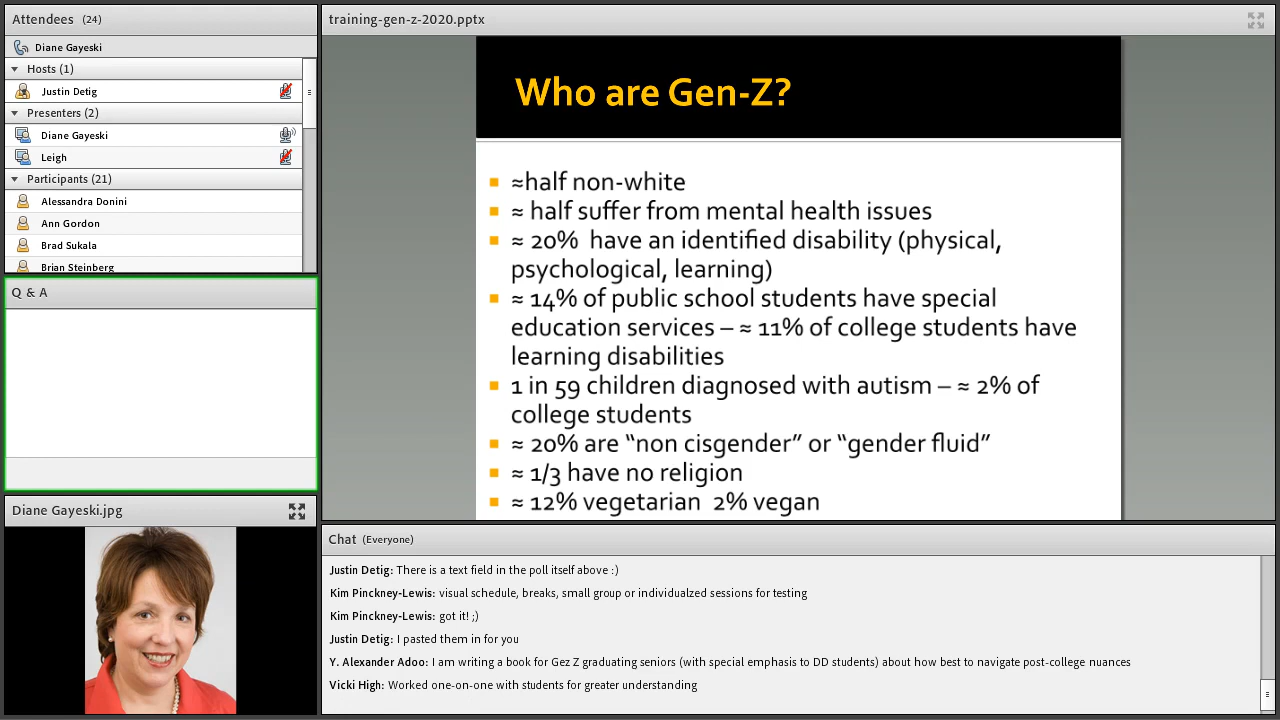 Attendees (24)
Diane Gayeski
Hosts (1)
Justin Detig
Presenters (2)
Diane Gayeski
Leigh
Participants (21)
Alessandra Donini
Ann Gordon
Brad Sukala
Brian Steinberg
Q & A
Diane Gayeski.jpg
training-gen-z-2020.pptx
Who are Gen-Z?
≈half non-white
≈ half suffer from mental health issues
≈ 20% have an identified disability (physical,
psychological, learning)
≈ 14% of public school students have special
education services – ≈ 11% of college students have
learning disabilities
1 in 59 children diagnosed with autism – ≈ 2% of
college students
≈ 20% are “non cisgender” or “gender fluid”
≈ 1/3 have no religion
≈ 12% vegetarian 2% vegan
Chat (Everyone)
Justin Detig: There is a text field in the poll itself above :)
Kim Pinckney-Lewis: visual schedule, breaks, small group or individualzed sessions for testing
Kim Pinckney-Lewis: got it! ;)
Justin Detig: I pasted them in for you
Y. Alexander Adoo: I am writing a book for Gez Z graduating seniors (with special emphasis to DD students) about how best to navigate post-college nuances
Vicki High: Worked one-on-one with students for greater understanding